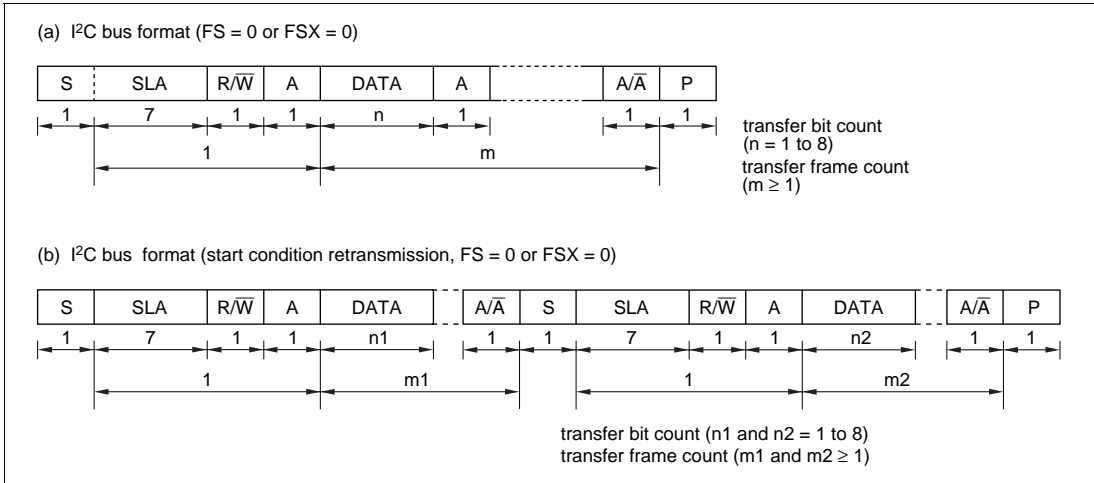 (a) I²C bus format (FS = 0 or FSX = 0)
S SLA R/W̅ A DATA A A/A̅ P
1 7 1 1 n 1 1 1
1 m
transfer bit count
(n = 1 to 8)
transfer frame count
(m ≥ 1)
(b) I²C bus format (start condition retransmission, FS = 0 or FSX = 0)
S SLA R/W̅ A DATA A/A̅ S SLA R/W̅ A DATA A/A̅ P
1 7 1 1 n1 1 1 7 1 1 n2 1 1
1 m1 1 m2
transfer bit count (n1 and n2 = 1 to 8)
transfer frame count (m1 and m2 ≥ 1)